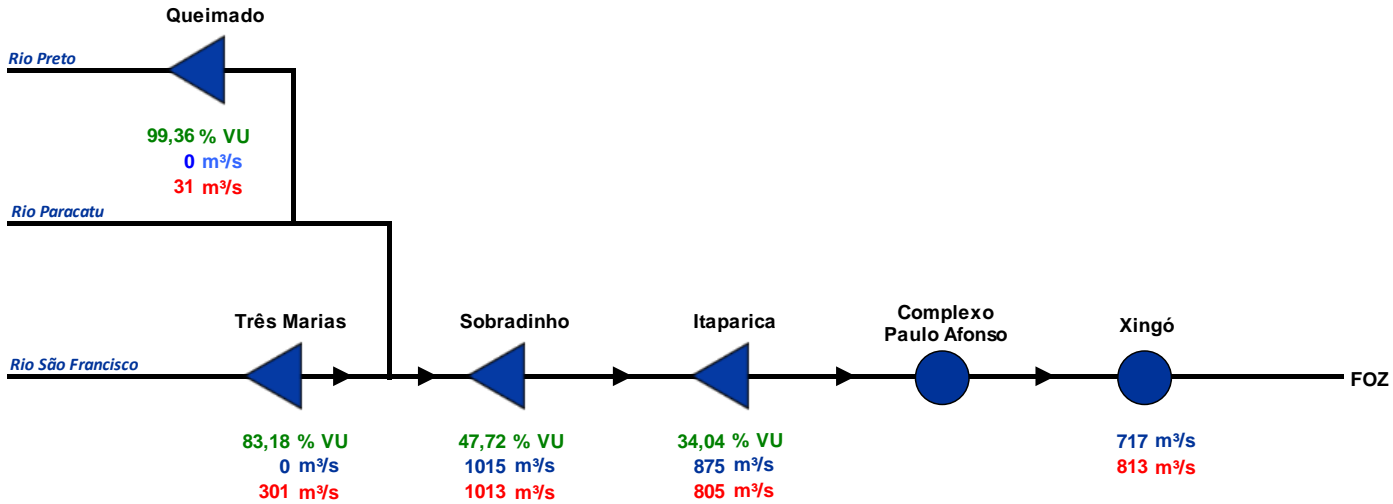 Queimado
Rio Preto
99,36 % VU
0 m³/s
31 m³/s
Rio Paracatu
Três Marias
Sobradinho
Itaparica
Complexo
Paulo Afonso
Xingó
Rio São Francisco
FOZ
83,18 % VU
0 m³/s
301 m³/s
47,72 % VU
1015 m³/s
1013 m³/s
34,04 % VU
875 m³/s
805 m³/s
717 m³/s
813 m³/s